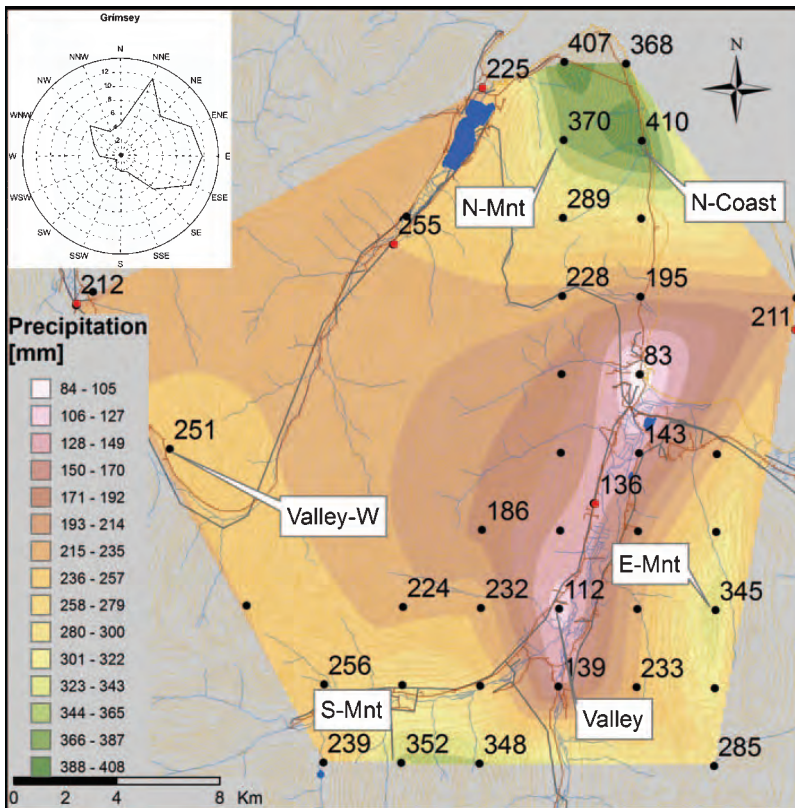 Grimsey
N
NNW
NNE
NW
NE
WNW
ENE
W
E
WSW
ESE
SW
SE
SSW
SSE
S
12
10
8
6
4
2
N
407
368
225
370
410
N-Mnt
N-Coast
289
255
212
228
195
211
Precipitation
[mm]
84 - 105
106 - 127
128 - 149
150 - 170
171 - 192
193 - 214
215 - 235
236 - 257
258 - 279
280 - 300
301 - 322
323 - 343
344 - 365
366 - 387
388 - 408
83
251
143
Valley-W
136
186
E-Mnt
224
232
112
345
256
139
233
S-Mnt
Valley
239
352
348
285
0 2 4 8 Km